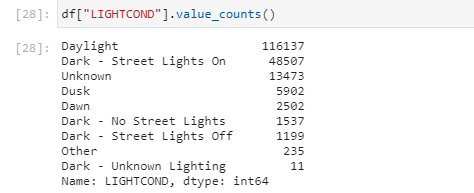 [28]: df["LIGHTCOND"].value_counts()
[28]: Daylight 116137
Dark - Street Lights On 48507
Unknown 13473
Dusk 5902
Dawn 2502
Dark - No Street Lights 1537
Dark - Street Lights Off 1199
Other 235
Dark - Unknown Lighting 11
Name: LIGHTCOND, dtype: int64